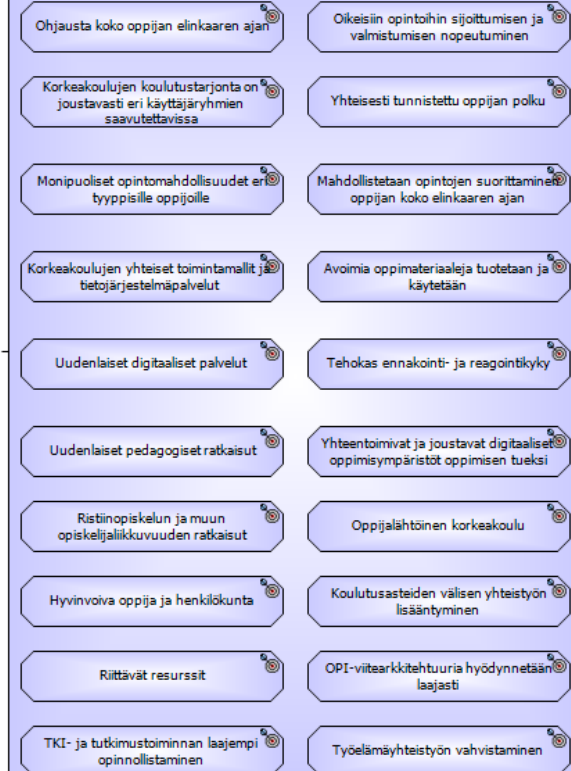 Ohjausta koko oppijan elinkaaren ajan
Oikeisiin opintoihin sijoittumisen ja
valmistumisen nopeutuminen
Korkeakoulujen koulutustarjonta on
joustavasti eri käyttäjäryhmien
saavutettavissa
Yhteisesti tunnistettu oppijan polku
Monipuoliset opintomahdollisuudet eri
tyyppisille oppijoille
Mahdollistetaan opintojen suorittaminen
oppijan koko elinkaaren ajan
Korkeakoulujen yhteiset toimintamallit ja
tietojärjestelmäpalvelut
Avoimia oppimateriaaleja tuotetaan ja
käytetään
Uudenlaiset digitaaliset palvelut
Tehokas ennakointi- ja reagointikyky
Uudenlaiset pedagogiset ratkaisut
Yhteentoimivat ja joustavat digitaaliset
oppimisympäristöt oppimisen tueksi
Ristiinopiskelun ja muun
opiskelijaliikkuvuuden ratkaisut
Oppijalähtöinen korkeakoulu
Hyvinvoiva oppija ja henkilökunta
Koulutusasteiden välisen yhteistyön
lisääntyminen
Riittävät resurssit
OPI-viitearkkitehtuuria hyödynnetään
laajasti
TKI- ja tutkimustoiminnan laajempi
opinnollistaminen
Työelämäyhteistyön vahvistaminen